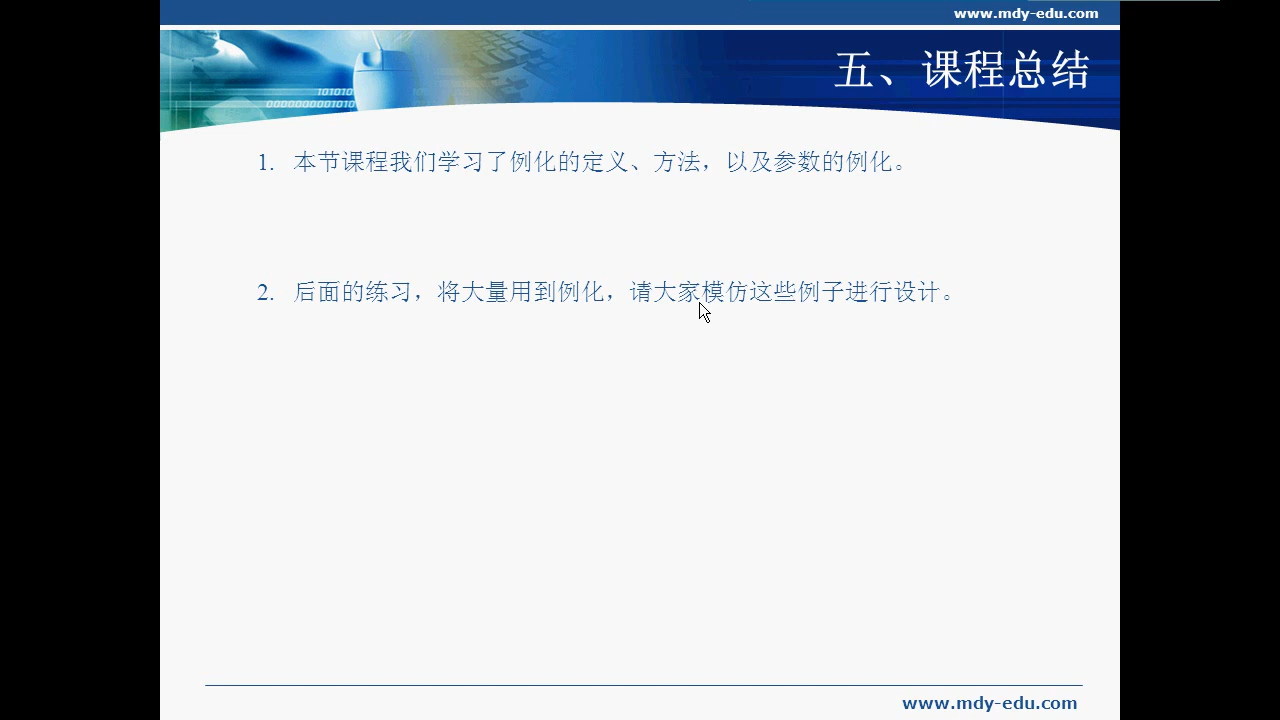 www.mdy-edu.com
五、课程总结
101010
0000000001010
1. 本节课程我们学习了例化的定义、方法，以及参数的例化。
2. 后面的练习，将大量用到例化，请大家模仿这些例子进行设计。
www.mdy-edu.com